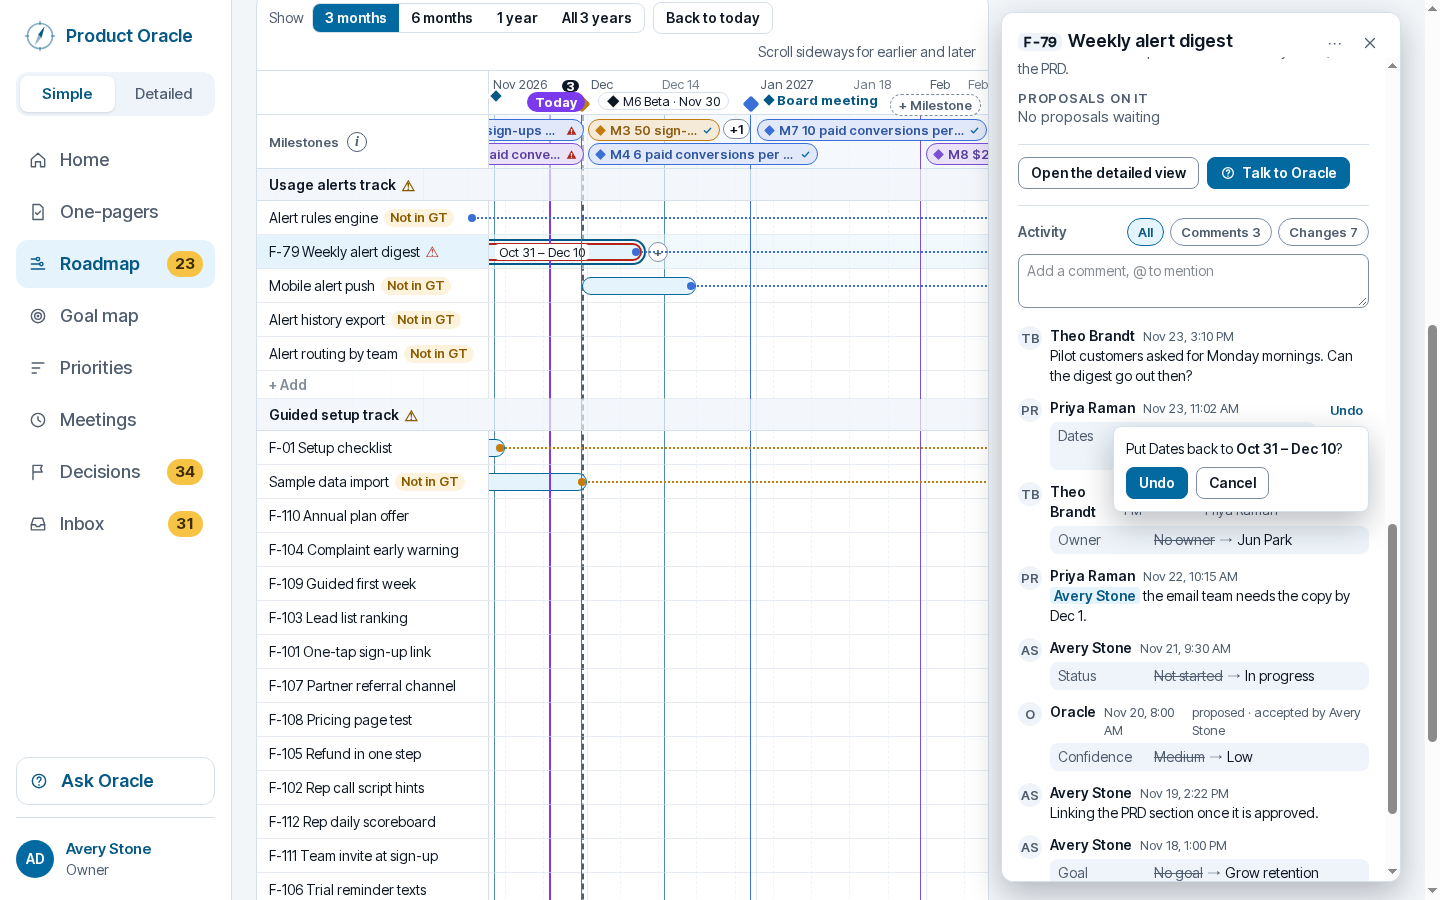 Product Oracle
Simple
Detailed
Home
One-pagers
Roadmap 23
Goal map
Priorities
Meetings
Decisions 34
Inbox 31
Ask Oracle
AD
Avery Stone
Owner
Show
3 months
6 months
1 year
All 3 years
Back to today
Scroll sideways for earlier and later
Nov 2026
3
Dec
Dec 14
Jan 2027
Jan 18
Feb
Feb
Today
M6 Beta · Nov 30
Board meeting
+ Milestone
Milestones i
sign-ups ...
M3 50 sign-...
+1
M7 10 paid conversions per...
aid conve...
M4 6 paid conversions per ...
M8 $2
Usage alerts track
Alert rules engine Not in GT
F-79 Weekly alert digest
Oct 31 – Dec 10
Mobile alert push Not in GT
Alert history export Not in GT
Alert routing by team Not in GT
+ Add
Guided setup track
F-01 Setup checklist
Sample data import Not in GT
F-110 Annual plan offer
F-104 Complaint early warning
F-109 Guided first week
F-103 Lead list ranking
F-101 One-tap sign-up link
F-107 Partner referral channel
F-108 Pricing page test
F-105 Refund in one step
F-102 Rep call script hints
F-112 Rep daily scoreboard
F-111 Team invite at sign-up
F-106 Trial reminder texts
F-79 Weekly alert digest
the PRD.
PROPOSALS ON IT
No proposals waiting
Open the detailed view
Talk to Oracle
Activity
All
Comments 3
Changes 7
Add a comment, @ to mention
TB Theo Brandt Nov 23, 3:10 PM
Pilot customers asked for Monday mornings. Can
the digest go out then?
PR Priya Raman Nov 23, 11:02 AM Undo
Dates
Put Dates back to Oct 31 – Dec 10?
Undo
Cancel
TB Theo
Brandt
Owner No owner → Jun Park
PR Priya Raman Nov 22, 10:15 AM
Avery Stone the email team needs the copy by
Dec 1.
AS Avery Stone Nov 21, 9:30 AM
Status Not started → In progress
O Oracle Nov 20, 8:00 proposed · accepted by Avery
AM Stone
Confidence Medium → Low
AS Avery Stone Nov 19, 2:22 PM
Linking the PRD section once it is approved.
AS Avery Stone Nov 18, 1:00 PM
Goal No goal → Grow retention